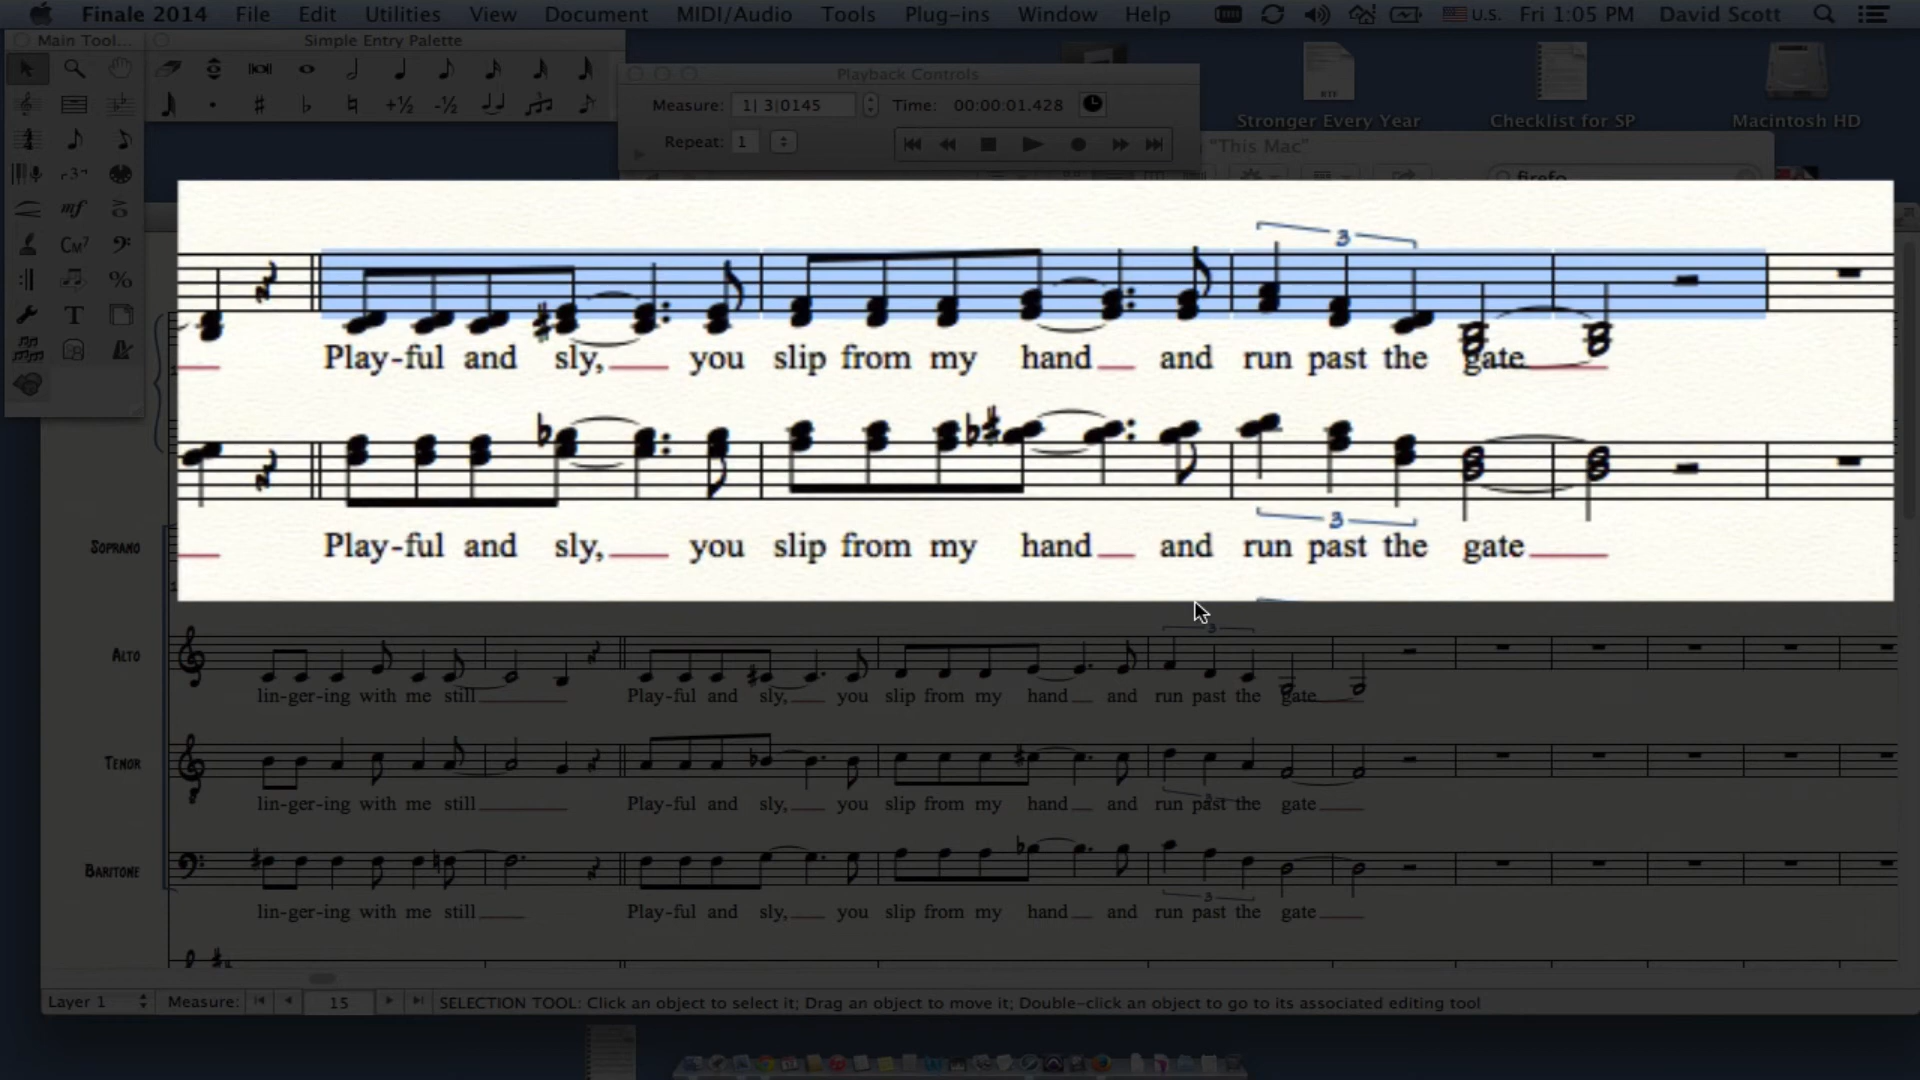 Finale 2014 File Edit Utilities View Document MIDI/Audio Tools Plug-ins Window Help U.S. Fri 1:05 PM David Scott
Main Tool... Simple Entry Palette
Playback Controls
Measure: 1| 3|0145 Time: 00:00:01.428
Repeat: 1
Stronger Every Year Checklist for SP Macintosh HD
"This Mac"
firefo
3
Play-ful and sly, you slip from my hand and run past the gate
3
Play-ful and sly, you slip from my hand and run past the gate
SOPRANO
3
ALTO
lin-ger-ing with me still Play-ful and sly, you slip from my hand and run past the gate
TENOR
3
lin-ger-ing with me still Play-ful and sly, you slip from my hand and run past the gate
BARITONE
3
lin-ger-ing with me still Play-ful and sly, you slip from my hand and run past the gate
Layer 1 Measure: 15 SELECTION TOOL: Click an object to select it; Drag an object to move it; Double-click an object to go to its associated editing tool